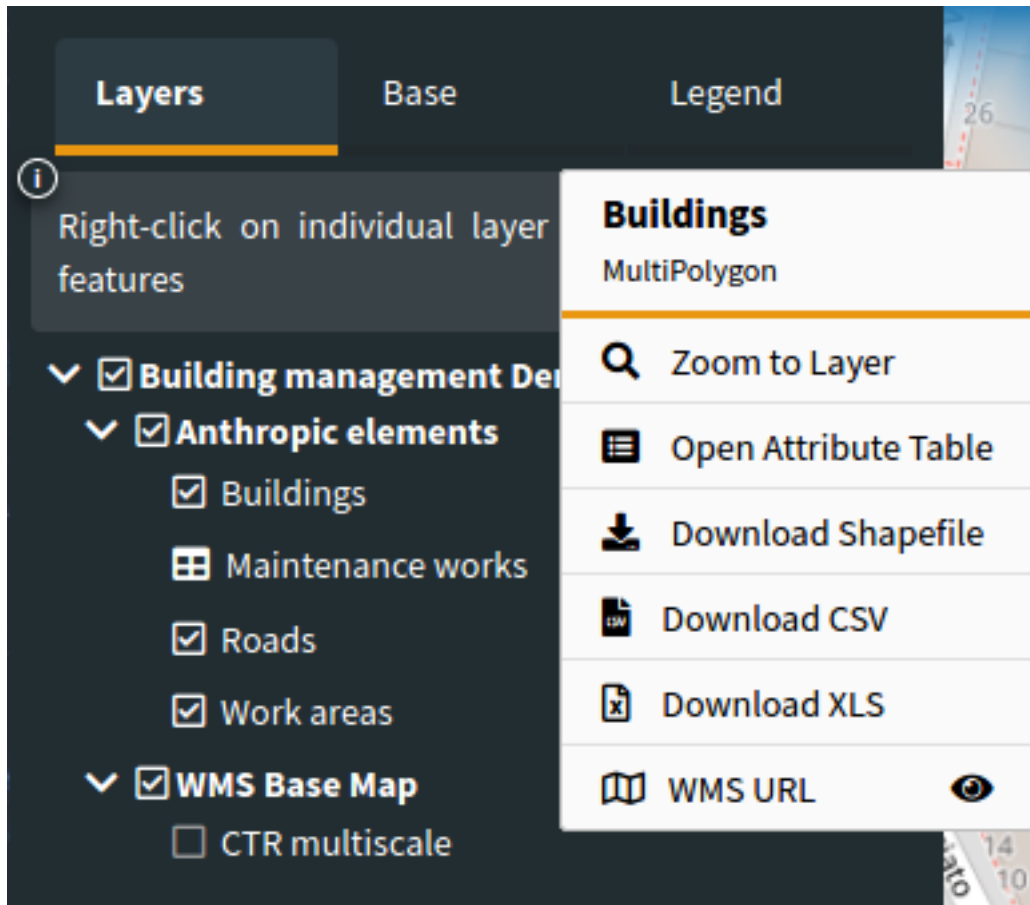 Layers
Base
Legend
Right-click on individual layer
features
Building management
Anthropic elements
Buildings
Maintenance works
Roads
Work areas
WMS Base Map
CTR multiscale
Buildings
MultiPolygon
Zoom to Layer
Open Attribute Table
Download Shapefile
Download CSV
Download XLS
WMS URL
26
14
10